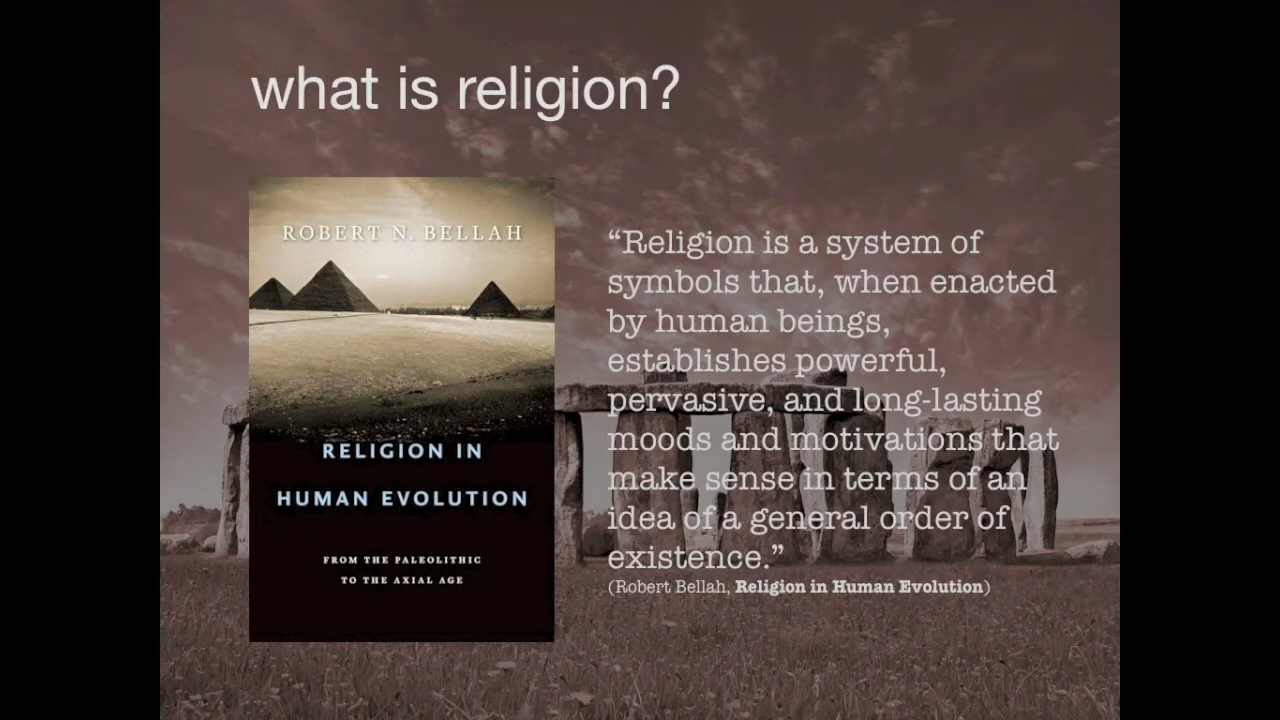 what is religion?
ROBERT N. BELLAH
RELIGION IN
HUMAN EVOLUTION
FROM THE PALEOLITHIC
TO THE AXIAL AGE
“Religion is a system of
symbols that, when enacted
by human beings,
establishes powerful,
pervasive, and long-lasting
moods and motivations that
make sense in terms of an
idea of a general order of
existence.”
(Robert Bellah, Religion in Human Evolution)